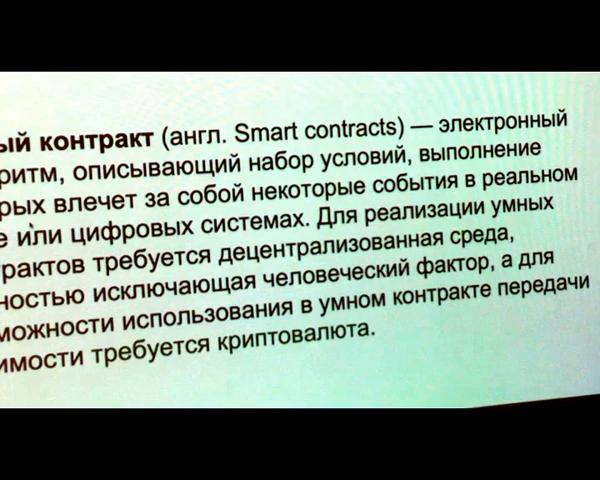 ый контракт (англ. Smart contracts) — электронный
ритм, описывающий набор условий, выполнение
рых влечет за собой некоторые события в реальном
е или цифровых системах. Для реализации умных
рактов требуется децентрализованная среда,
ностью исключающая человеческий фактор, а для
можности использования в умном контракте передачи
имости требуется криптовалюта.